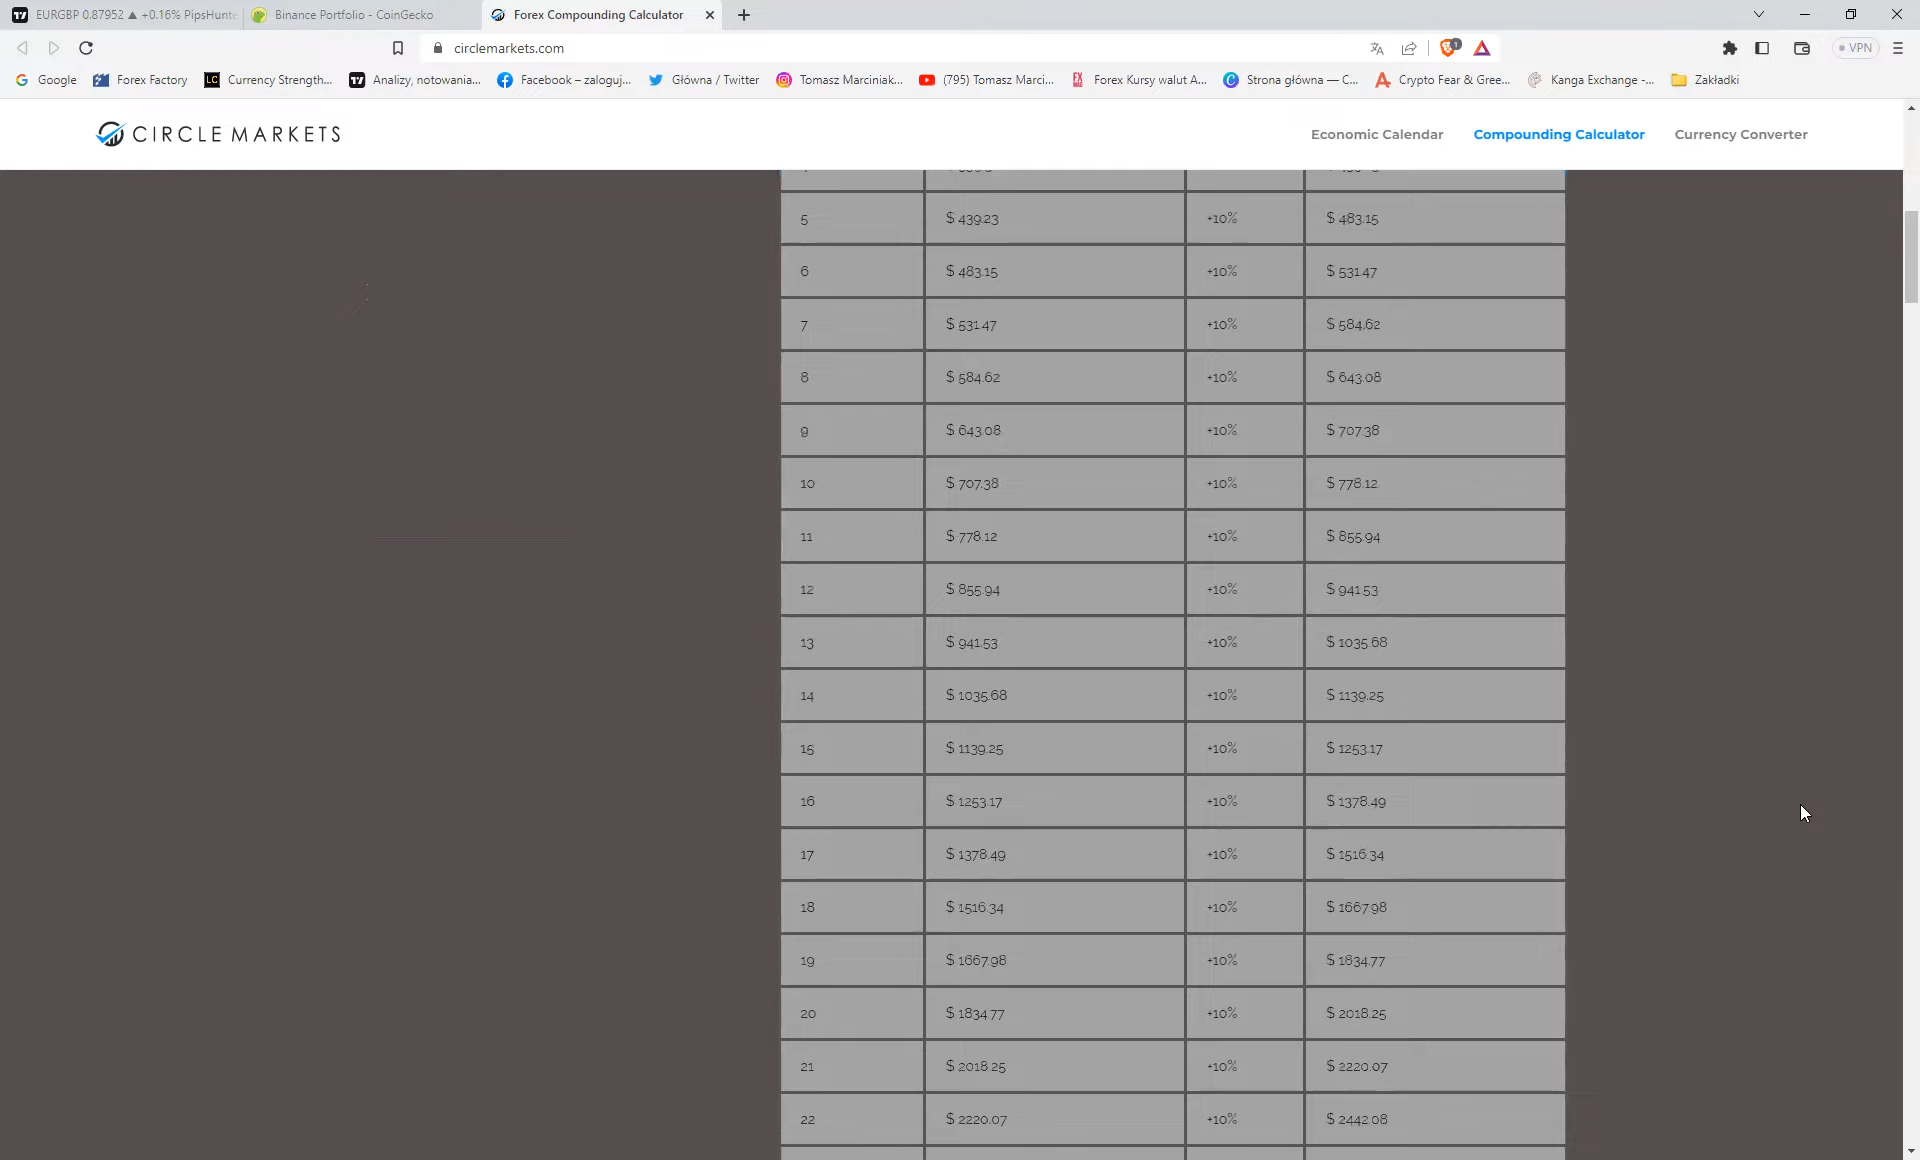 EURGBP 0.87952 ▲ +0.16% PipsHunte
Binance Portfolio - CoinGecko
Forex Compounding Calculator
circlemarkets.com
1
VPN
Google
Forex Factory
LC Currency Strength...
Analizy, notowania...
Facebook – zaloguj...
Główna / Twitter
Tomasz Marciniak...
(795) Tomasz Marci...
Forex Kursy walut A...
Strona główna — C...
Crypto Fear & Gree...
Kanga Exchange -...
Zakładki
CIRCLE MARKETS
Economic Calendar
Compounding Calculator
Currency Converter
5 $ 439.23 +10% $ 483.15
6 $ 483.15 +10% $ 531.47
7 $ 531.47 +10% $ 584.62
8 $ 584.62 +10% $ 643.08
9 $ 643.08 +10% $ 707.38
10 $ 707.38 +10% $ 778.12
11 $ 778.12 +10% $ 855.94
12 $ 855.94 +10% $ 941.53
13 $ 941.53 +10% $ 1035.68
14 $ 1035.68 +10% $ 1139.25
15 $ 1139.25 +10% $ 1253.17
16 $ 1253.17 +10% $ 1378.49
17 $ 1378.49 +10% $ 1516.34
18 $ 1516.34 +10% $ 1667.98
19 $ 1667.98 +10% $ 1834.77
20 $ 1834.77 +10% $ 2018.25
21 $ 2018.25 +10% $ 2220.07
22 $ 2220.07 +10% $ 2442.08